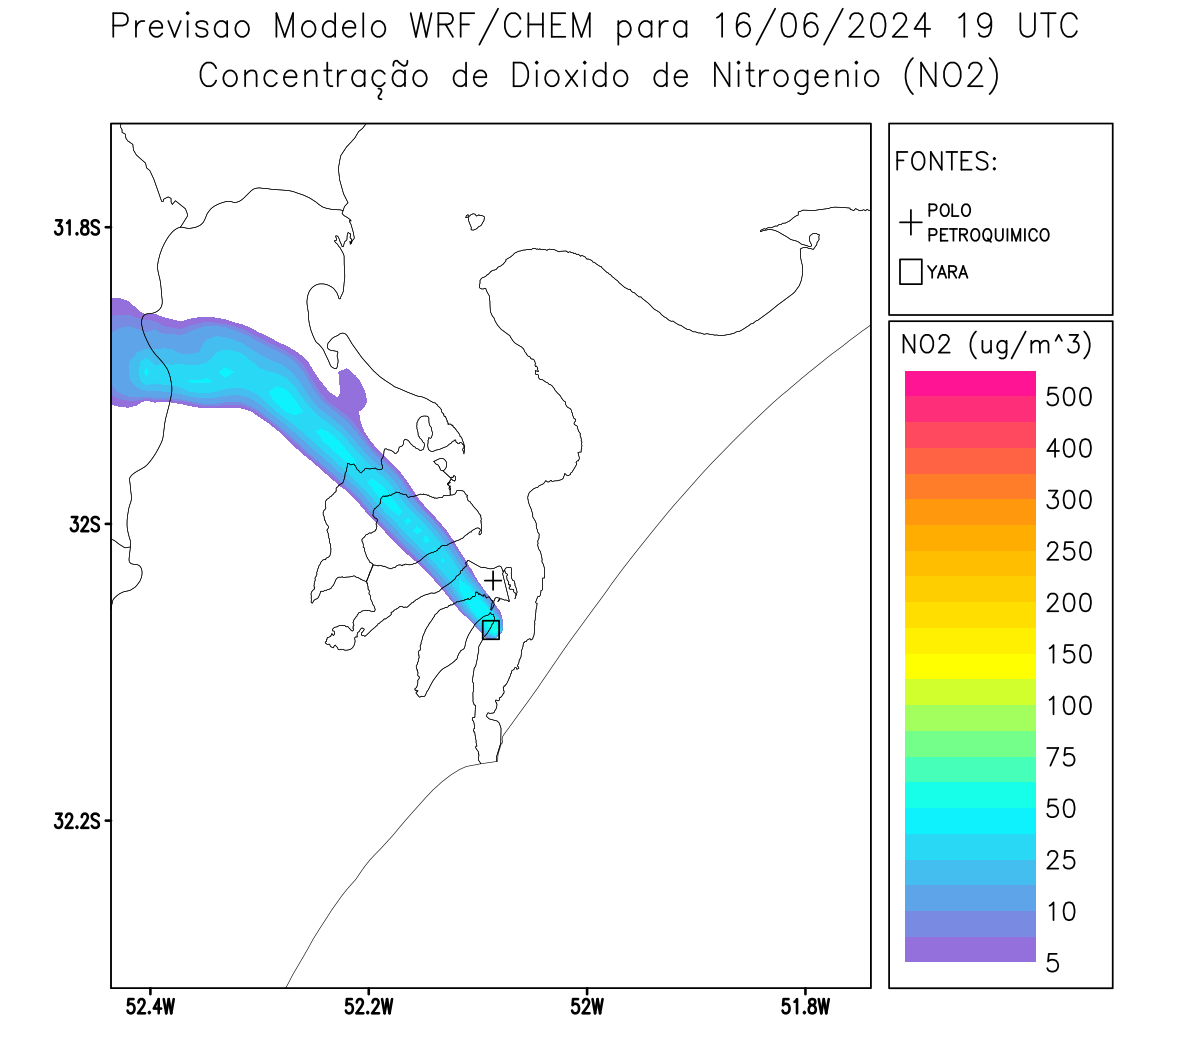 Previsao Modelo WRF/CHEM para 16/06/2024 19 UTC
Concentração de Dioxido de Nitrogenio (NO2)
FONTES:
POLO
PETROQUIMICO
YARA
NO2 (ug/m^3)
500
400
300
250
200
150
100
75
50
25
10
5
31.8S
32S
32.2S
52.4W
52.2W
52W
51.8W